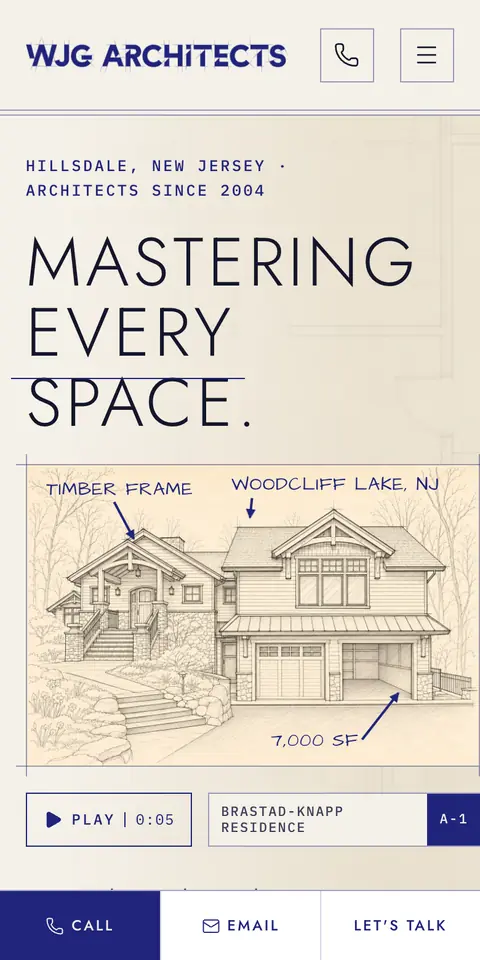 WJG ARCHITECTS
HILLSDALE, NEW JERSEY ·
ARCHITECTS SINCE 2004
MASTERING
EVERY
SPACE.
TIMBER FRAME
WOODCLIFF LAKE, NJ
7,000 SF
PLAY | 0:05
BRASTAD-KNAPP
RESIDENCE
A-1
CALL
EMAIL
LET'S TALK